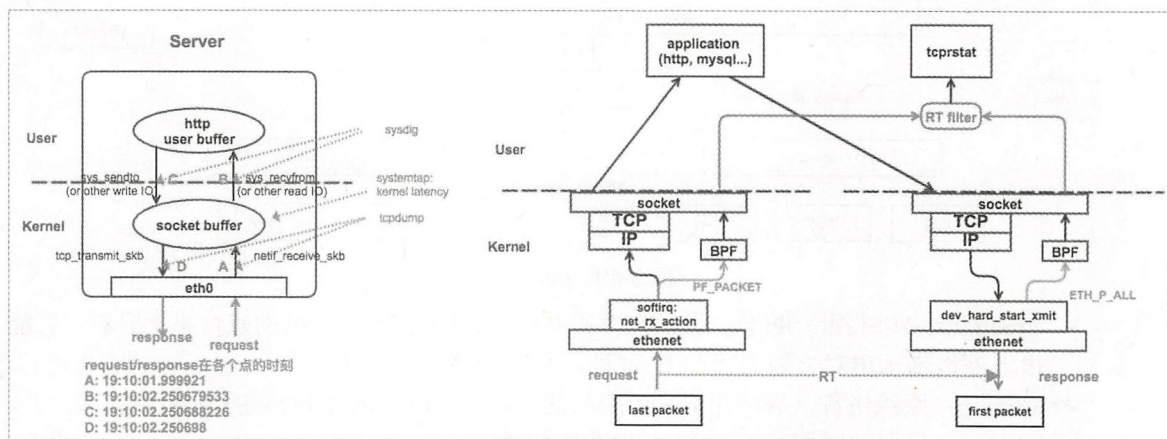 Server
User
http
user buffer
sysdig
sys_sendto
C
B
sys_recvfrom
(or other write IO)
(or other read IO)
systemtap:
kernel latency
Kernel
socket buffer
tcpdump
tcp_transmit_skb
D
A
netif_receive_skb
eth0
response
request
request/response在各个点的时刻
A: 19:10:01.999921
B: 19:10:02.250679533
C: 19:10:02.250688226
D: 19:10:02.250698
application
(http, mysql...)
tcprstat
RT filter
User
Kernel
socket
TCP
IP
BPF
PF_PACKET
softirq:
net_rx_action
ethenet
request
last packet
RT
socket
TCP
IP
BPF
ETH_P_ALL
dev_hard_start_xmit
ethenet
response
first packet